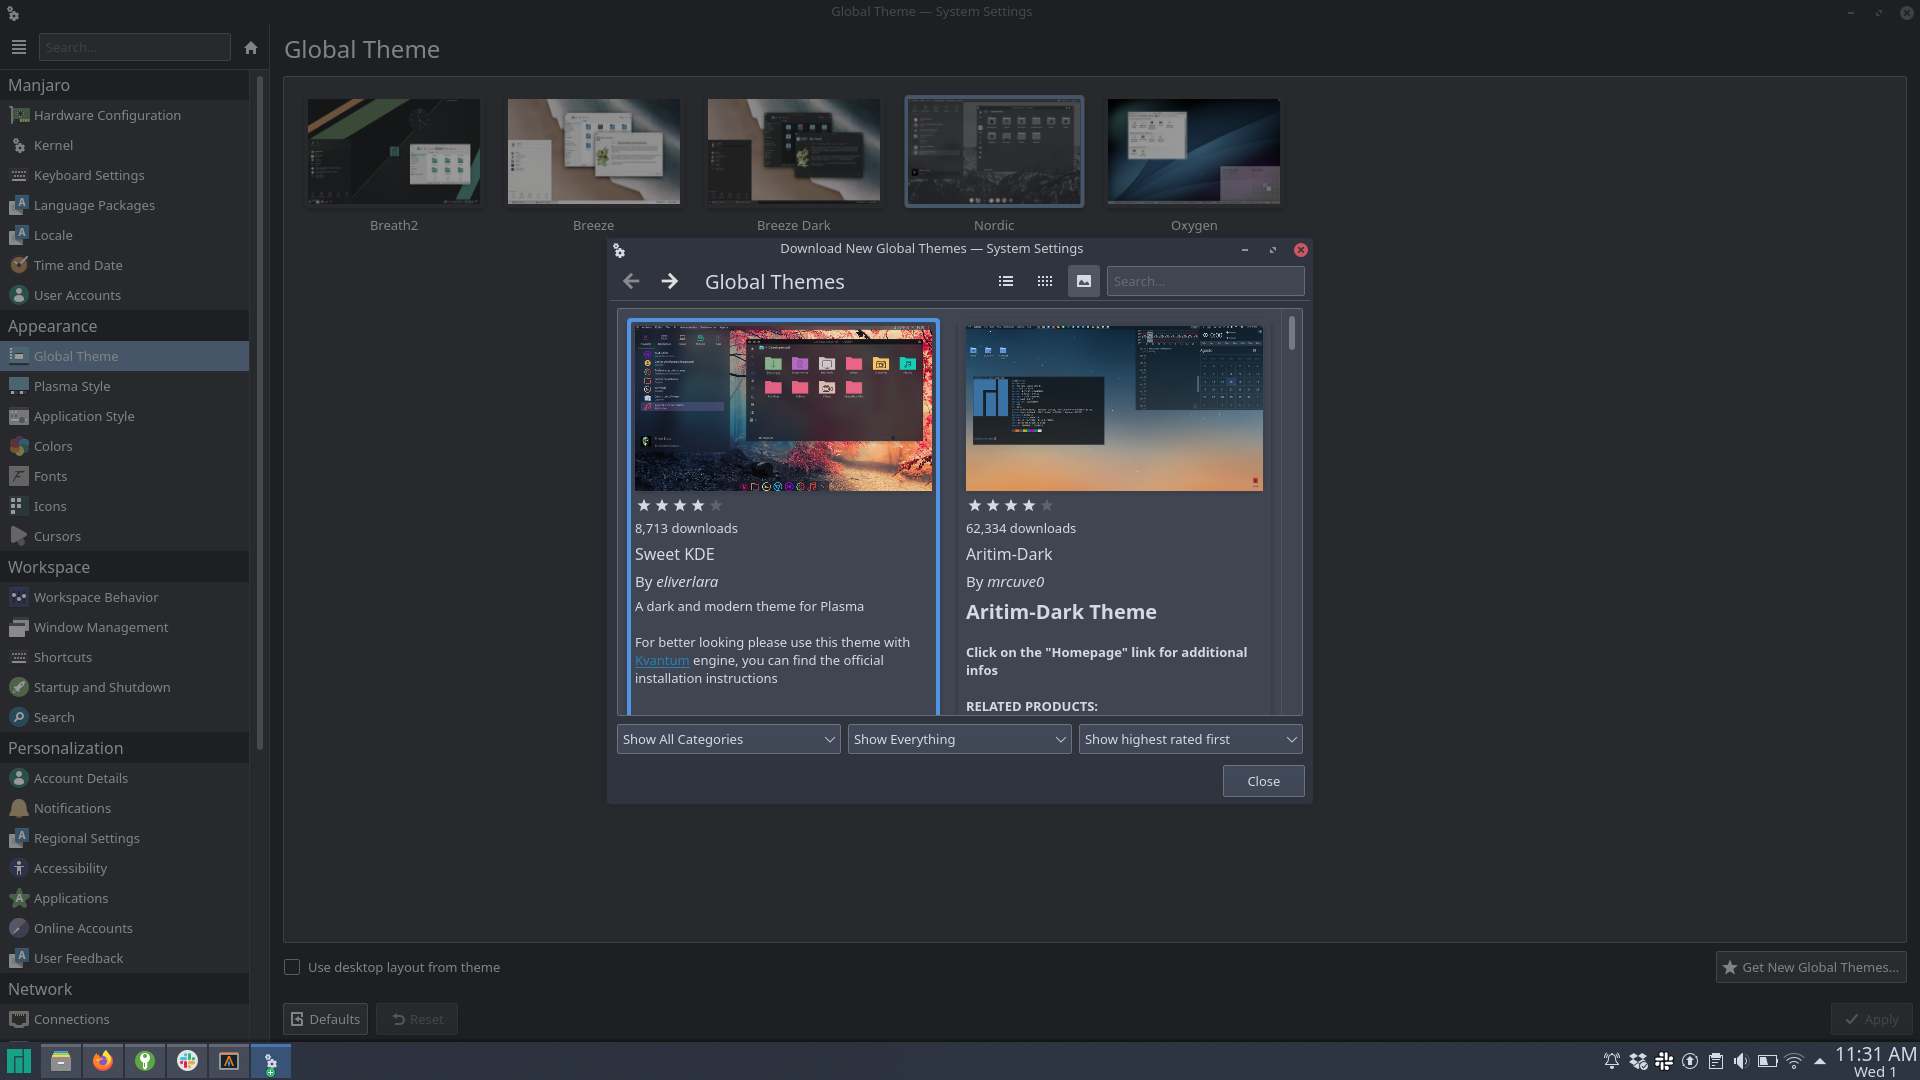 Global Theme — System Settings
Search...
Global Theme
Manjaro
Hardware Configuration
Kernel
Keyboard Settings
Language Packages
Locale
Time and Date
User Accounts
Appearance
Global Theme
Plasma Style
Application Style
Colors
Fonts
Icons
Cursors
Workspace
Workspace Behavior
Window Management
Shortcuts
Startup and Shutdown
Search
Personalization
Account Details
Notifications
Regional Settings
Accessibility
Applications
Online Accounts
User Feedback
Network
Connections
Breath2
Breeze
Breeze Dark
Nordic
Oxygen
Download New Global Themes — System Settings
Global Themes
Search...
8,713 downloads
Sweet KDE
By eliverlara
A dark and modern theme for Plasma
For better looking please use this theme with
Kvantum engine, you can find the official
installation instructions
62,334 downloads
Aritim-Dark
By mrcuve0
Aritim-Dark Theme
Click on the "Homepage" link for additional
infos
RELATED PRODUCTS:
Show All Categories
Show Everything
Show highest rated first
Close
Use desktop layout from theme
Get New Global Themes...
Defaults
Reset
Apply
11:31 AM
Wed 1